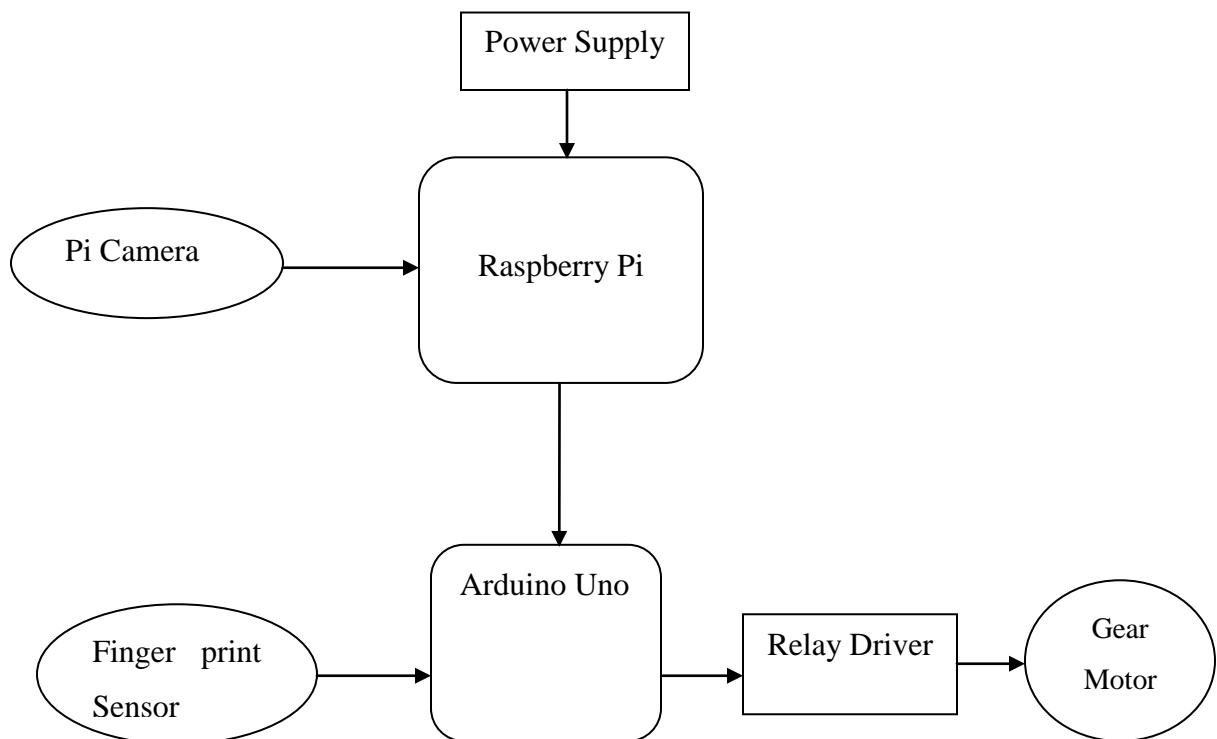 Power Supply
Pi Camera
Raspberry Pi
Arduino Uno
Finger print
Sensor
Relay Driver
Gear
Motor